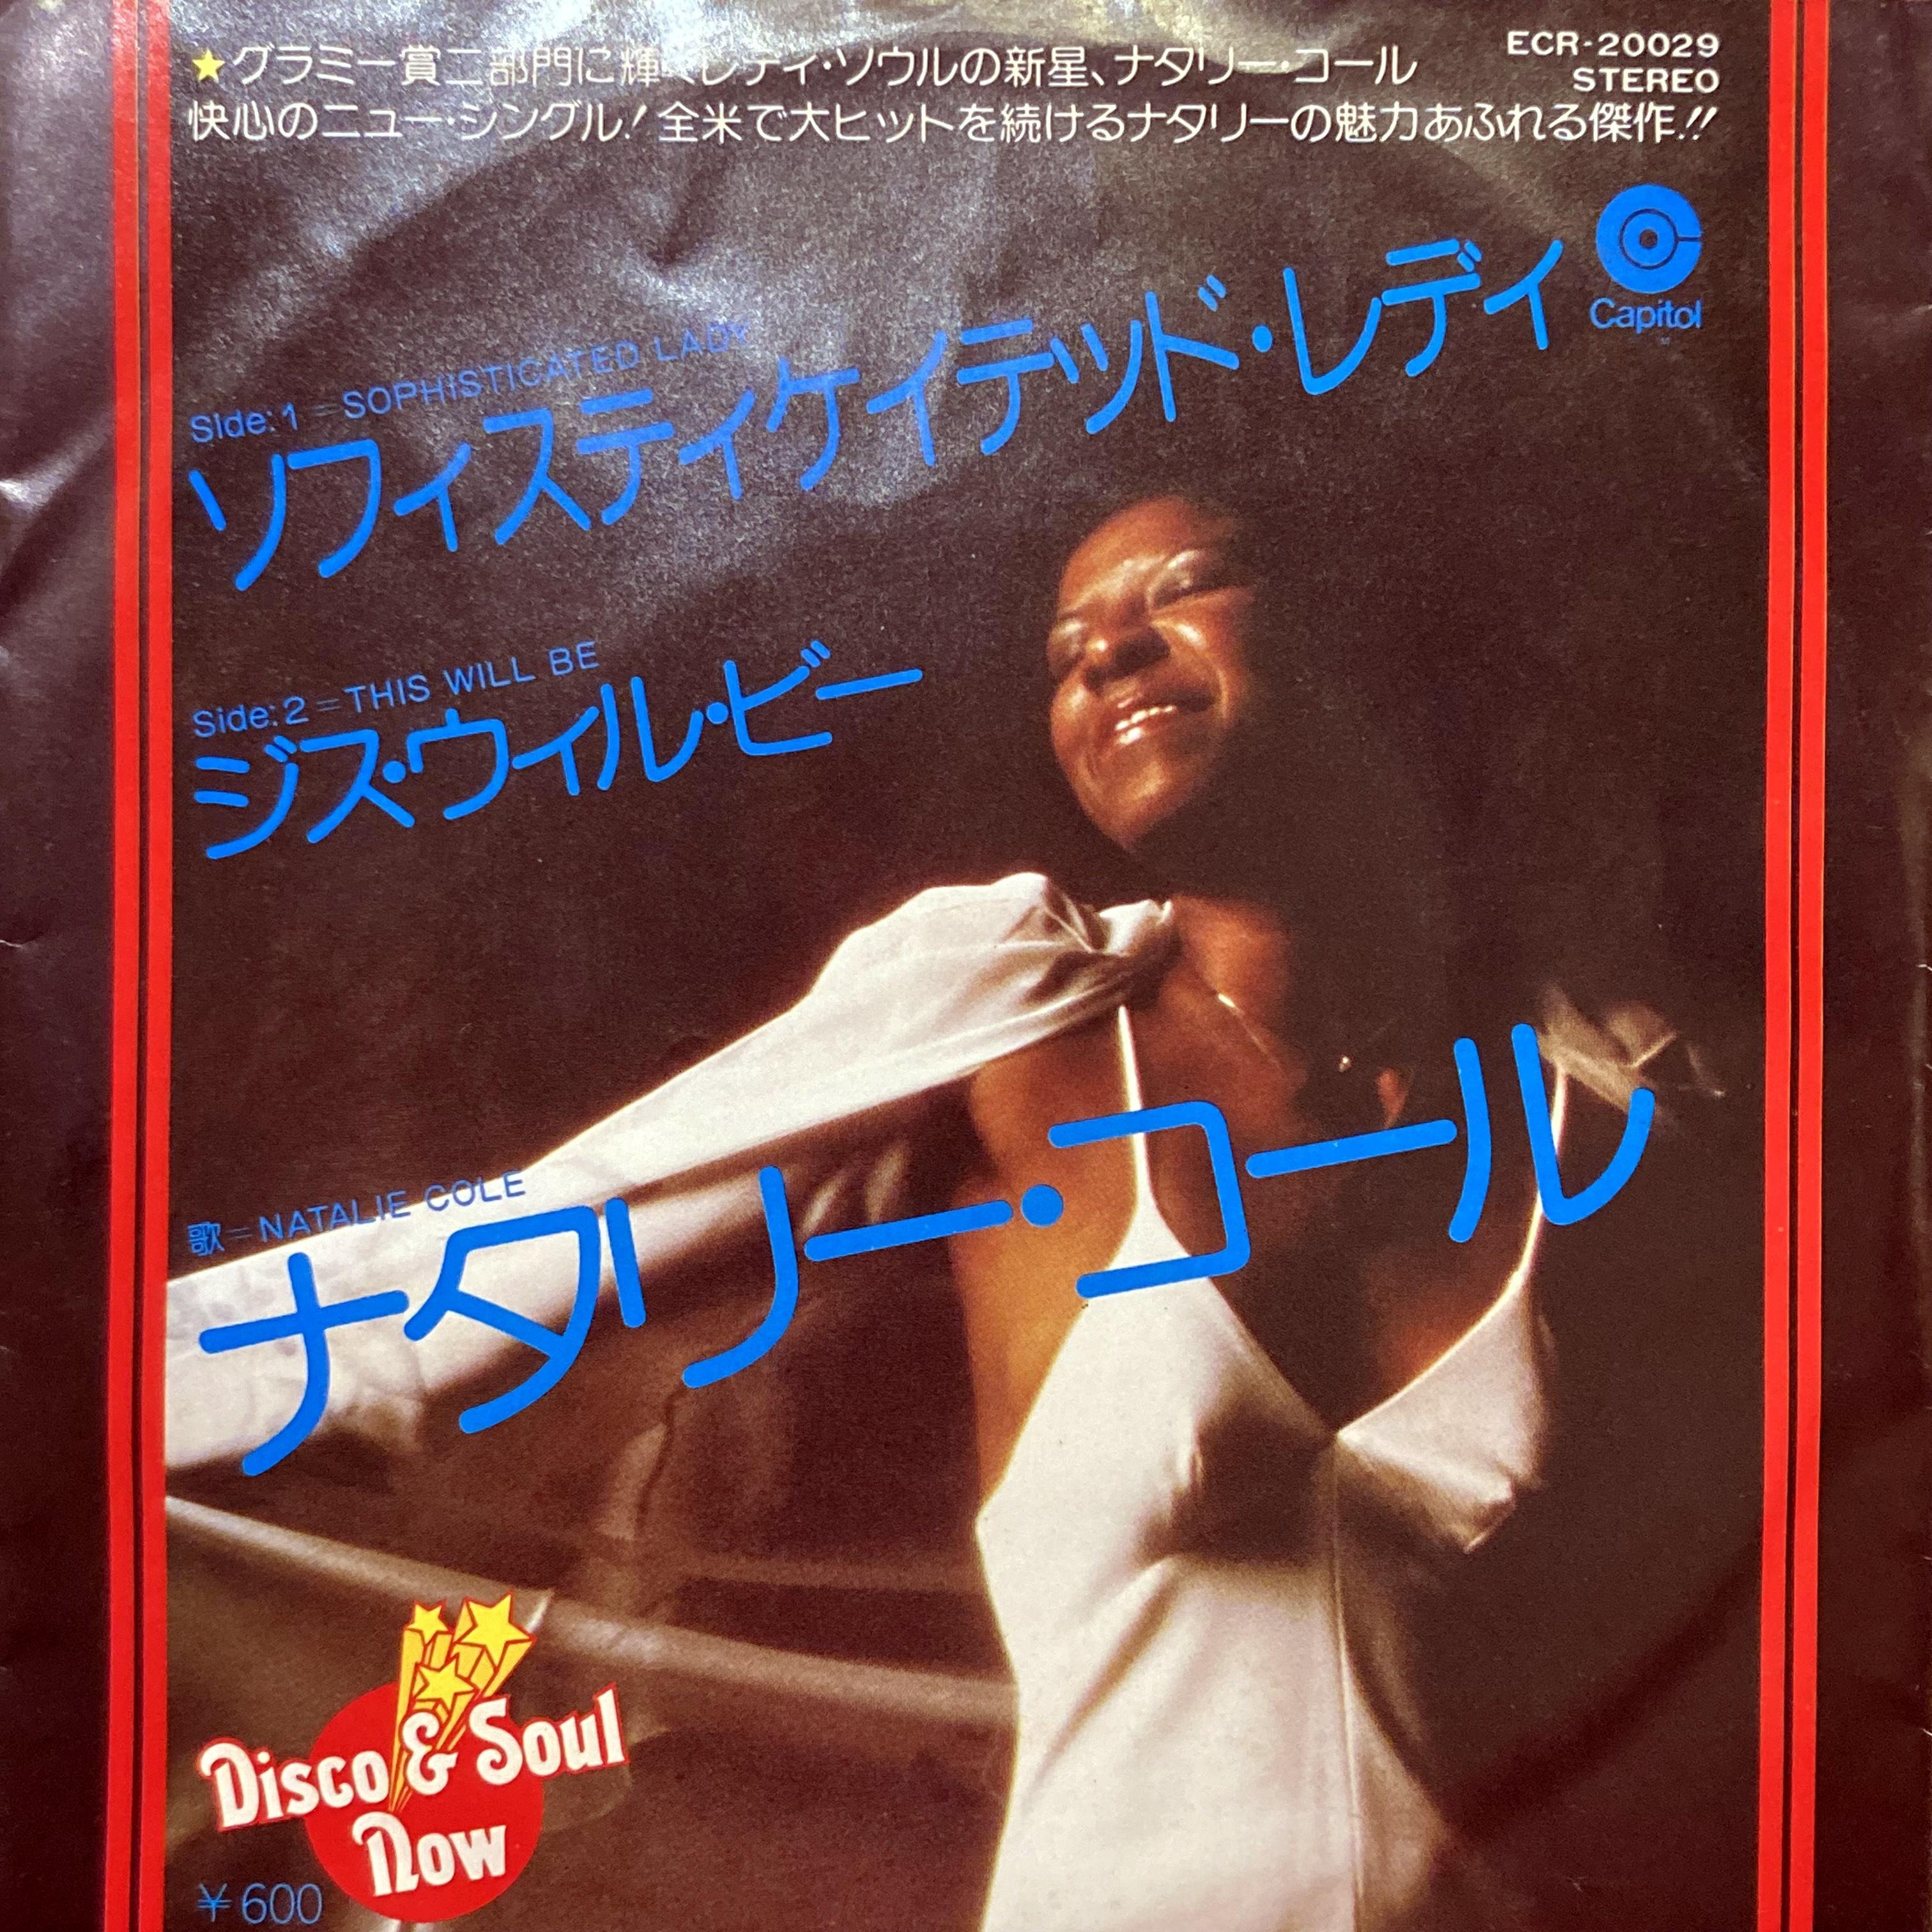 ★グラミー賞二部門に輝くレディ・ソウルの新星、ナタリー・コール
快心のニュー・シングル!全米で大ヒットを続けるナタリーの魅力あふれる傑作!!
ECR-20029
STEREO
Capitol
Side:1=SOPHISTICATED LADY
ソフィスティケイテッド・レディ
Side:2=THIS WILL BE
ジス・ウィル・ビー
歌=NATALIE COLE
ナタリー・コール
Disco & Soul
Now
¥600